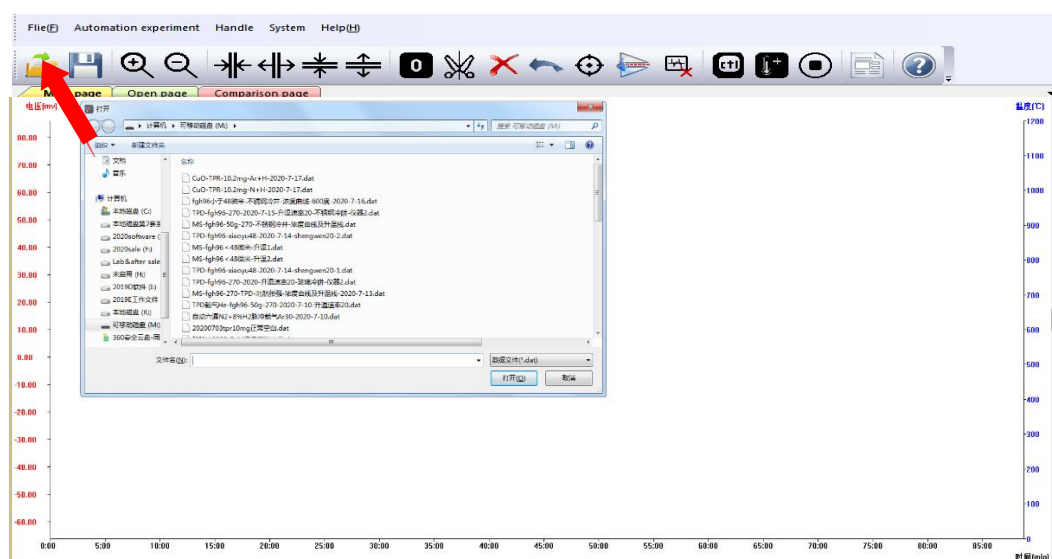 Flie(F) Automation experiment Handle System Help(H)
0 ctl
Main page Open page Comparison page
电压(mv) 温度(℃)
打开
计算机 可移动磁盘 (M:) 搜索 可移动磁盘 (M:)
组织 新建文件夹
文档
音乐
计算机
本地磁盘 (C:)
2020software (
2020sale (F:)
Lab&after sale
未启用 (H:)
2019D软件 (I:)
2019E工作文件
本地磁盘 (K:)
可移动磁盘 (M:)
360安全云盘-周
名称
CuO-TPR-10.2mg-Ar+H-2020-7-17.dat
CuO-TPR-10.2mg-N+H-2020-7-17.dat
fgh96小于48微米-不锈钢冷井-浓度曲线-600度-2020-7-16.dat
TPD-fgh96-270-2020-7-15-升温速率20-不锈钢冷阱-仪器2.dat
MS-fgh96-50g-270-不锈钢冷井-浓度曲线及升温线.dat
TPD-fgh96-xiaoyu48-2020-7-14-shengwen20-2.dat
MS-fgh96<48微米-升温1.dat
MS-fgh96<48微米-升温2.dat
TPD-fgh96-xiaoyu48-2020-7-14-shengwen20-1.dat
TPD-fgh96-270-2020-升温速率20-玻璃冷阱-仪器2.dat
MS-fgh96-270-TPD-北航张强-浓度曲线及升温线-2020-7-13.dat
TPD载气He-fgh96-50g-270-2020-7-10-升温速率20.dat
自动六通N2+8%H2脉冲载气Ar30-2020-7-10.dat
20200703tpr10mg正常空白.dat
文件名(N): 数据文件(*.dat)
打开(O) 取消
80.00
70.00
60.00
50.00
40.00
30.00
20.00
10.00
0.00
-10.00
-20.00
-30.00
-40.00
-50.00
-60.00
1200
1100
900
800
600
500
400
300
200
100
0
0:00 5:00 10:00 15:00 20:00 25:00 30:00 35:00 40:00 45:00 50:00 55:00 60:00 65:00 70:00 75:00 80:00 85:00
时间(min)